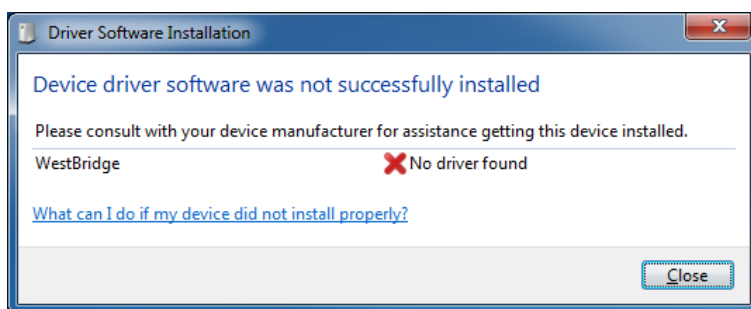 Driver Software Installation
Device driver software was not successfully installed
Please consult with your device manufacturer for assistance getting this device installed.
WestBridge No driver found
What can I do if my device did not install properly?
Close